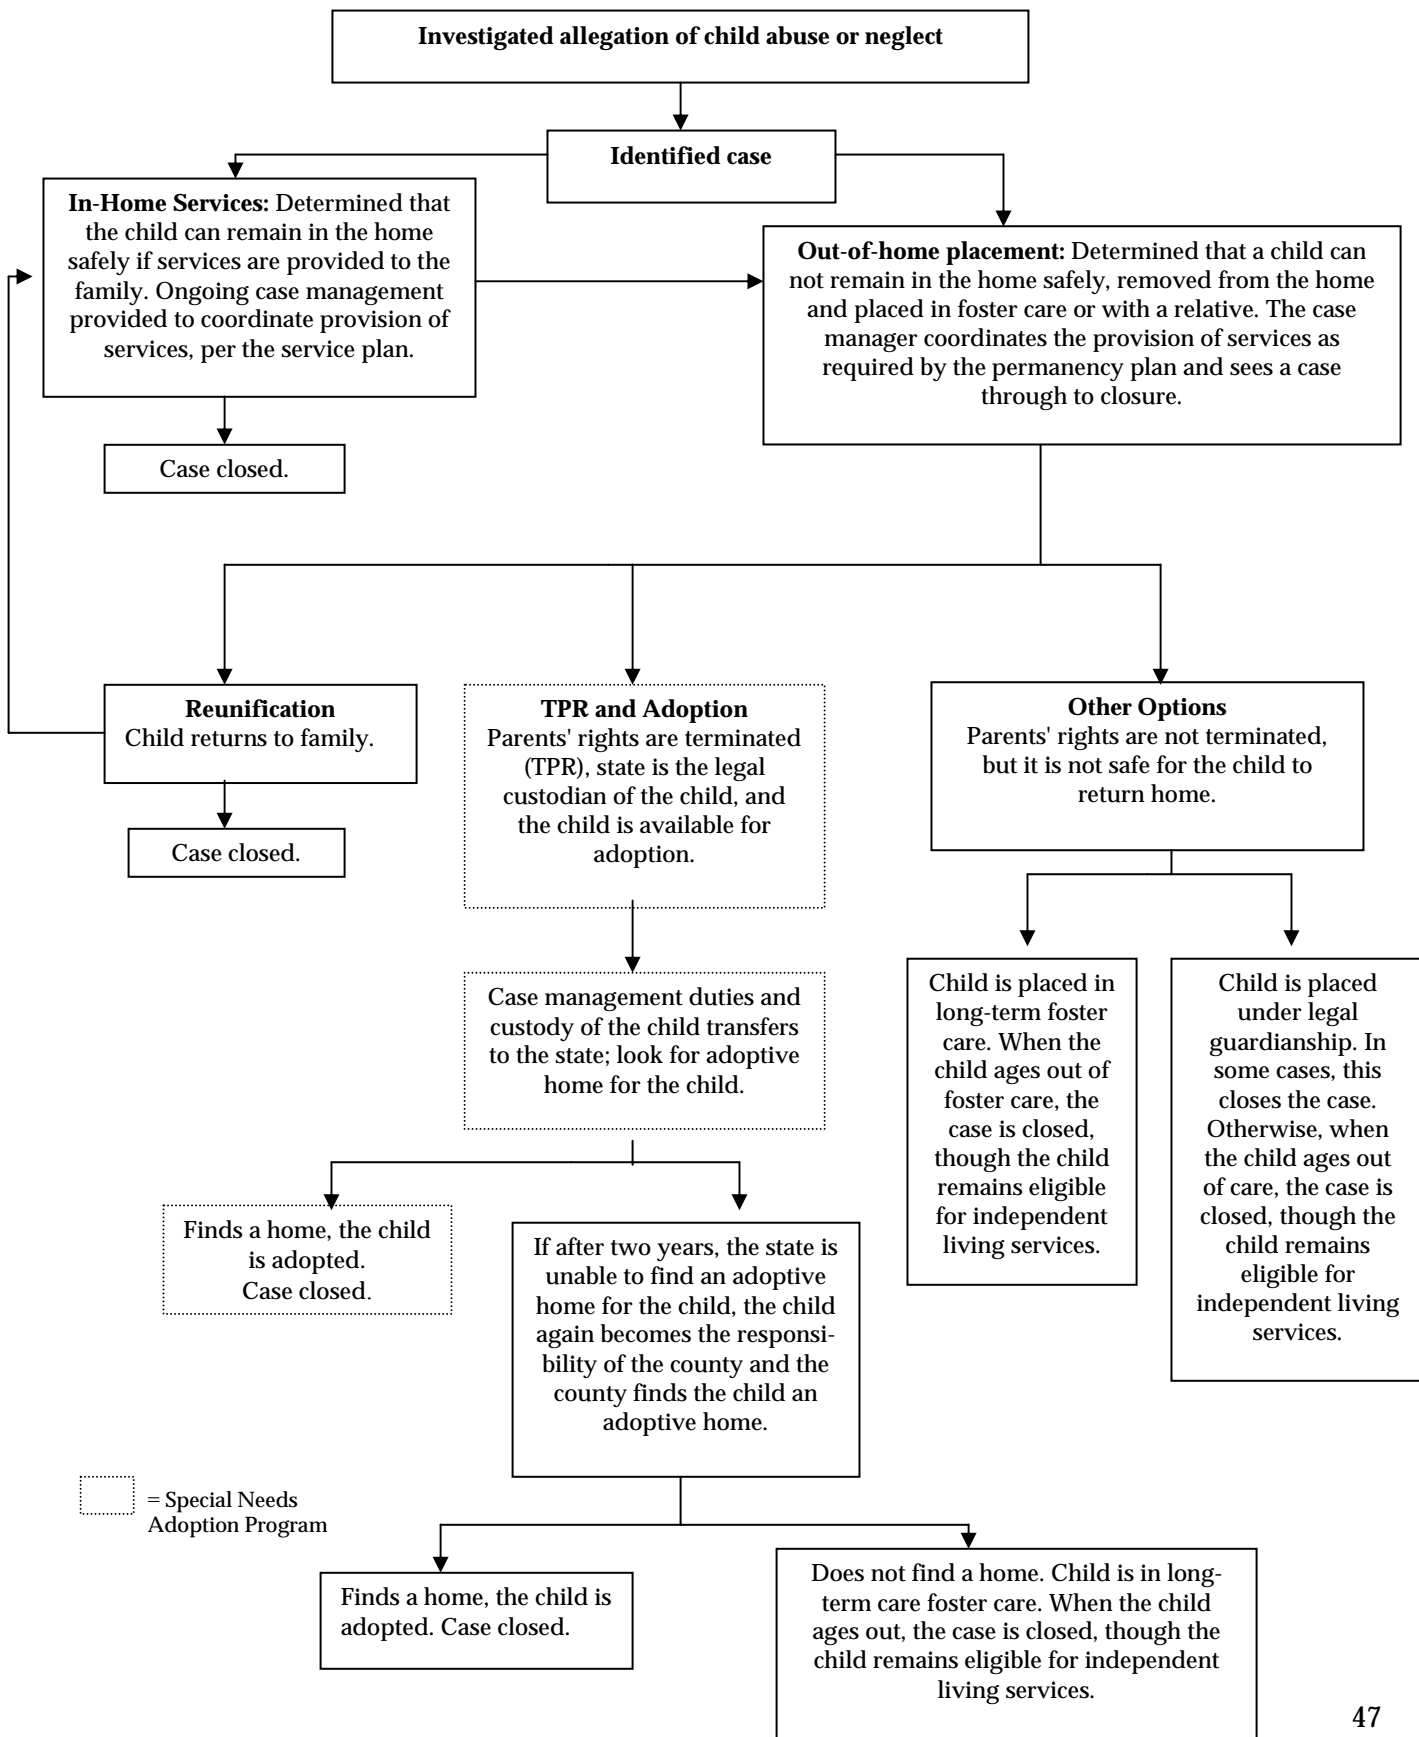 Investigated allegation of child abuse or neglect
Identified case
In-Home Services: Determined that
the child can remain in the home
safely if services are provided to the
family. Ongoing case management
provided to coordinate provision of
services, per the service plan.
Out-of-home placement: Determined that a child can
not remain in the home safely, removed from the home
and placed in foster care or with a relative. The case
manager coordinates the provision of services as
required by the permanency plan and sees a case
through to closure.
Case closed.
Reunification
Child returns to family.
Case closed.
TPR and Adoption
Parents' rights are terminated
(TPR), state is the legal
custodian of the child, and
the child is available for
adoption.
Other Options
Parents' rights are not terminated,
but it is not safe for the child to
return home.
Case management duties and
custody of the child transfers
to the state; look for adoptive
home for the child.
Child is placed in
long-term foster
care. When the
child ages out of
foster care, the
case is closed,
though the child
remains eligible
for independent
living services.
Child is placed
under legal
guardianship. In
some cases, this
closes the case.
Otherwise, when
the child ages out
of care, the case is
closed, though the
child remains
eligible for
independent living
services.
Finds a home, the child
is adopted.
Case closed.
If after two years, the state is
unable to find an adoptive
home for the child, the child
again becomes the responsi-
bility of the county and the
county finds the child an
adoptive home.
= Special Needs
Adoption Program
Finds a home, the child is
adopted. Case closed.
Does not find a home. Child is in long-
term care foster care. When the child
ages out, the case is closed, though the
child remains eligible for independent
living services.
47